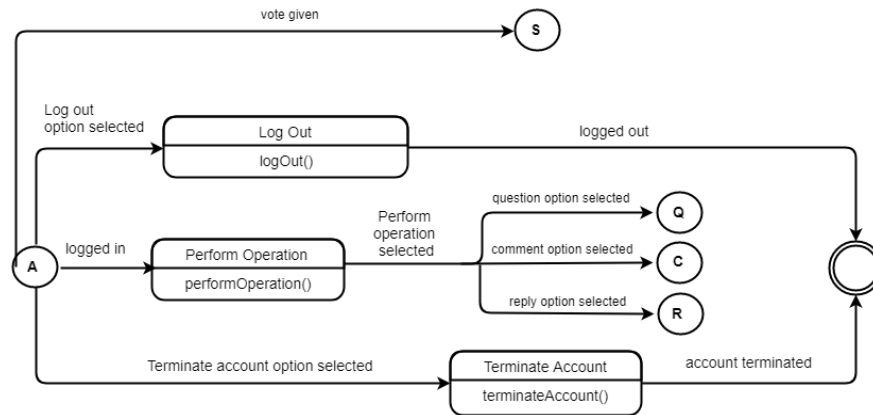 vote given
S
Log out
option selected
Log Out
logOut()
logged out
A
logged in
Perform Operation
performOperation()
Perform
operation
selected
question option selected
Q
comment option selected
C
reply option selected
R
Terminate account option selected
Terminate Account
terminateAccount()
account terminated